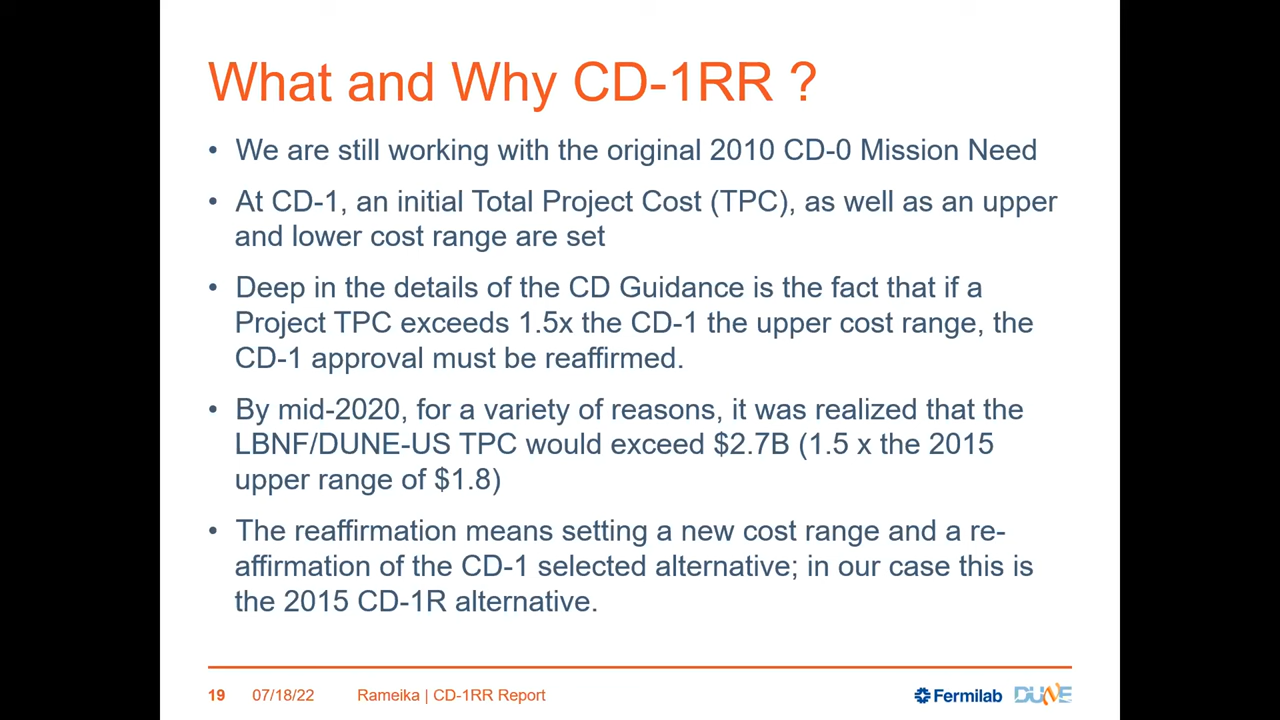 What and Why CD-1RR ?
• We are still working with the original 2010 CD-0 Mission Need
• At CD-1, an initial Total Project Cost (TPC), as well as an upper
and lower cost range are set
• Deep in the details of the CD Guidance is the fact that if a
Project TPC exceeds 1.5x the CD-1 the upper cost range, the
CD-1 approval must be reaffirmed.
• By mid-2020, for a variety of reasons, it was realized that the
LBNF/DUNE-US TPC would exceed $2.7B (1.5 x the 2015
upper range of $1.8)
• The reaffirmation means setting a new cost range and a re-
affirmation of the CD-1 selected alternative; in our case this is
the 2015 CD-1R alternative.
19 07/18/22 Rameika | CD-1RR Report Fermilab DUNE